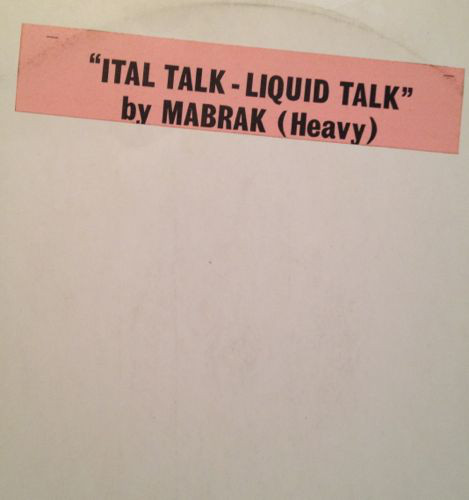 “ITAL TALK - LIQUID TALK”
by MABRAK (Heavy)